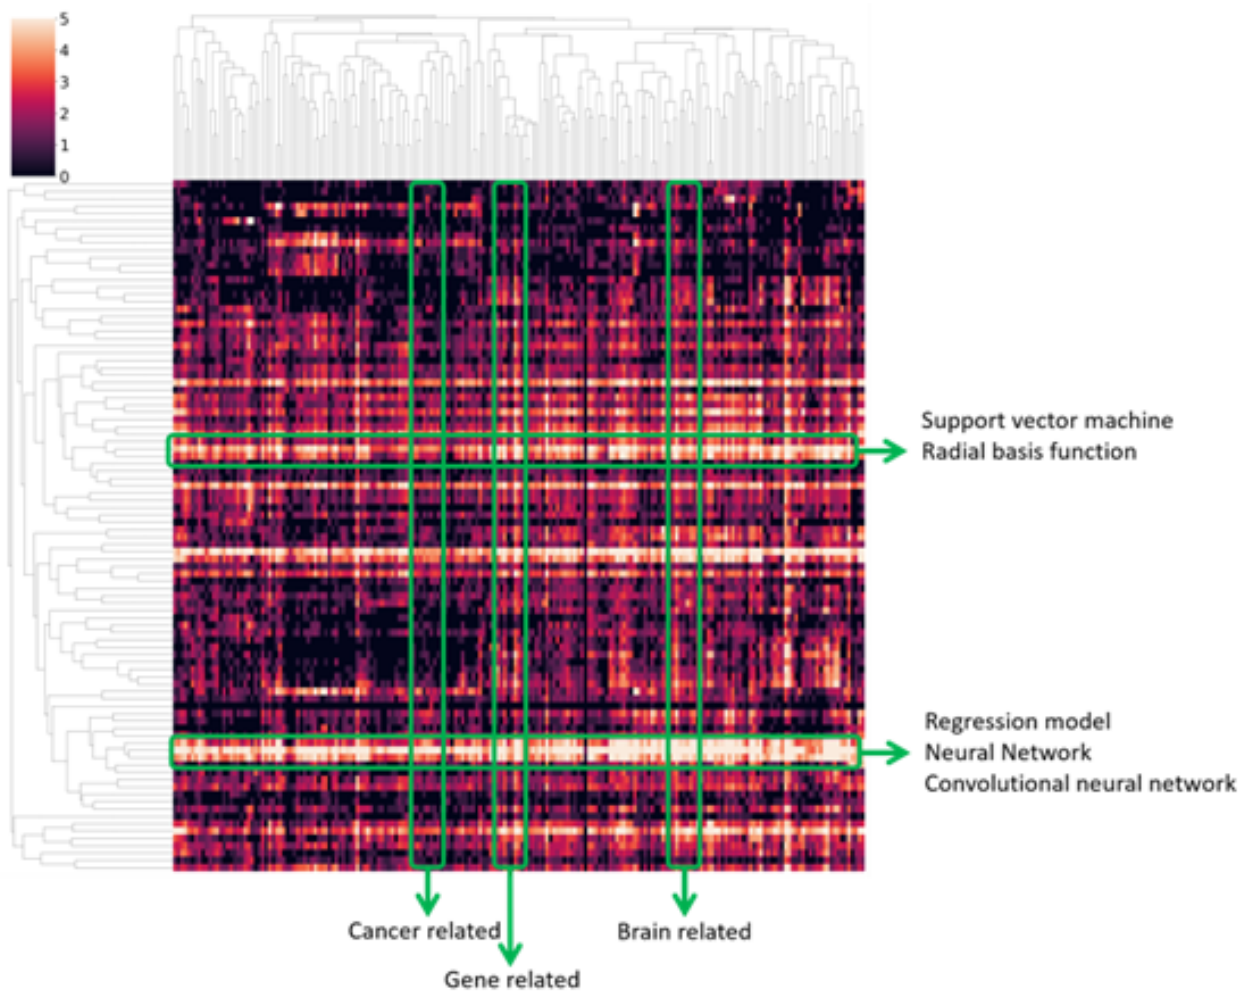 5
4
3
2
1
0
Support vector machine
Radial basis function
Regression model
Neural Network
Convolutional neural network
Cancer related
Brain related
Gene related